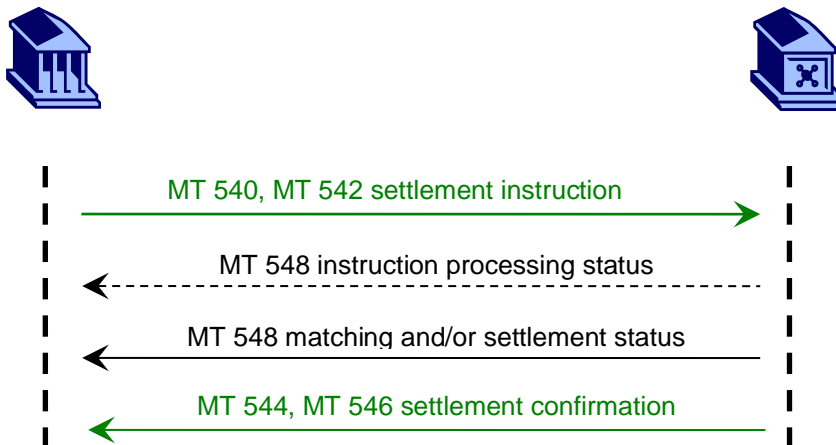 MT 540, MT 542 settlement instruction
MT 548 instruction processing status
MT 548 matching and/or settlement status
MT 544, MT 546 settlement confirmation